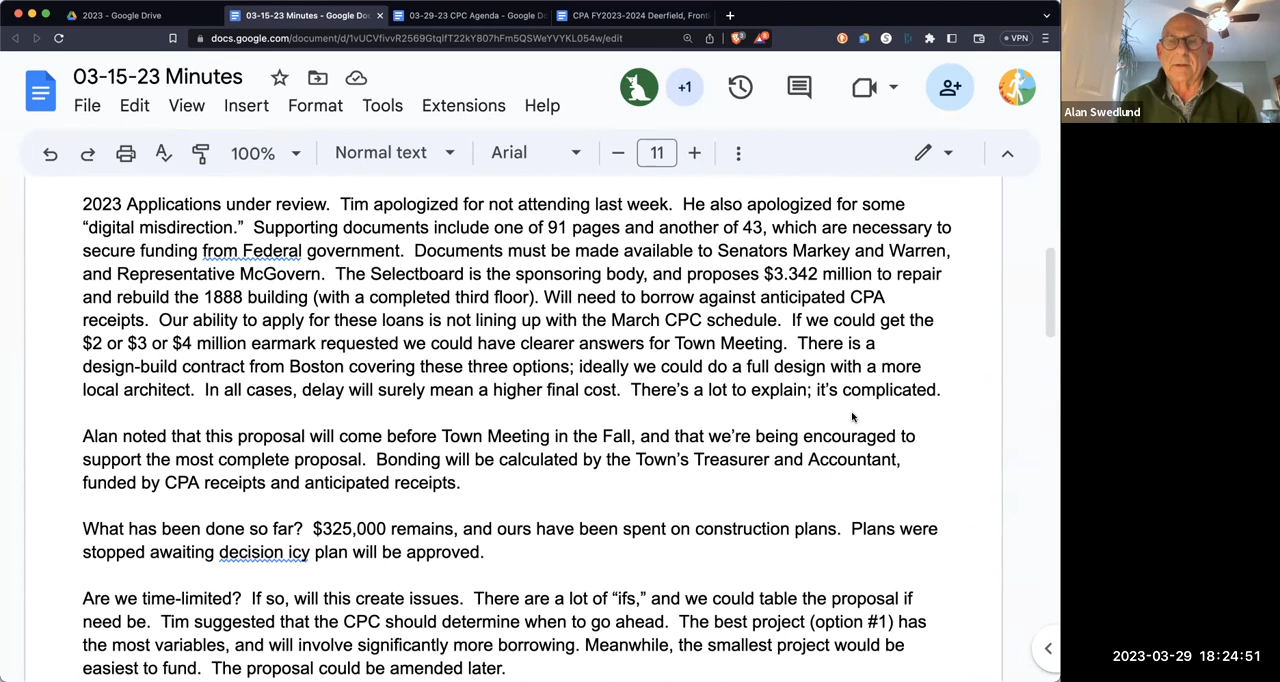 2023 - Google Drive
03-15-23 Minutes - Google Do
03-29-23 CPC Agenda - Google D
CPA FY2023-2024 Deerfield, Front
docs.google.com/document/d/1vUCVfivvR2569GtqlfT22kY807hFm5QSWeYVYKL054w/edit
VPN
03-15-23 Minutes
+1
File Edit View Insert Format Tools Extensions Help
100% Normal text Arial 11
2023 Applications under review. Tim apologized for not attending last week. He also apologized for some
“digital misdirection.” Supporting documents include one of 91 pages and another of 43, which are necessary to
secure funding from Federal government. Documents must be made available to Senators Markey and Warren,
and Representative McGovern. The Selectboard is the sponsoring body, and proposes $3.342 million to repair
and rebuild the 1888 building (with a completed third floor). Will need to borrow against anticipated CPA
receipts. Our ability to apply for these loans is not lining up with the March CPC schedule. If we could get the
$2 or $3 or $4 million earmark requested we could have clearer answers for Town Meeting. There is a
design-build contract from Boston covering these three options; ideally we could do a full design with a more
local architect. In all cases, delay will surely mean a higher final cost. There’s a lot to explain; it’s complicated.
Alan noted that this proposal will come before Town Meeting in the Fall, and that we’re being encouraged to
support the most complete proposal. Bonding will be calculated by the Town’s Treasurer and Accountant,
funded by CPA receipts and anticipated receipts.
What has been done so far? $325,000 remains, and ours have been spent on construction plans. Plans were
stopped awaiting decision icy plan will be approved.
Are we time-limited? If so, will this create issues. There are a lot of “ifs,” and we could table the proposal if
need be. Tim suggested that the CPC should determine when to go ahead. The best project (option #1) has
the most variables, and will involve significantly more borrowing. Meanwhile, the smallest project would be
easiest to fund. The proposal could be amended later.
Alan Swedlund
2023-03-29 18:24:51